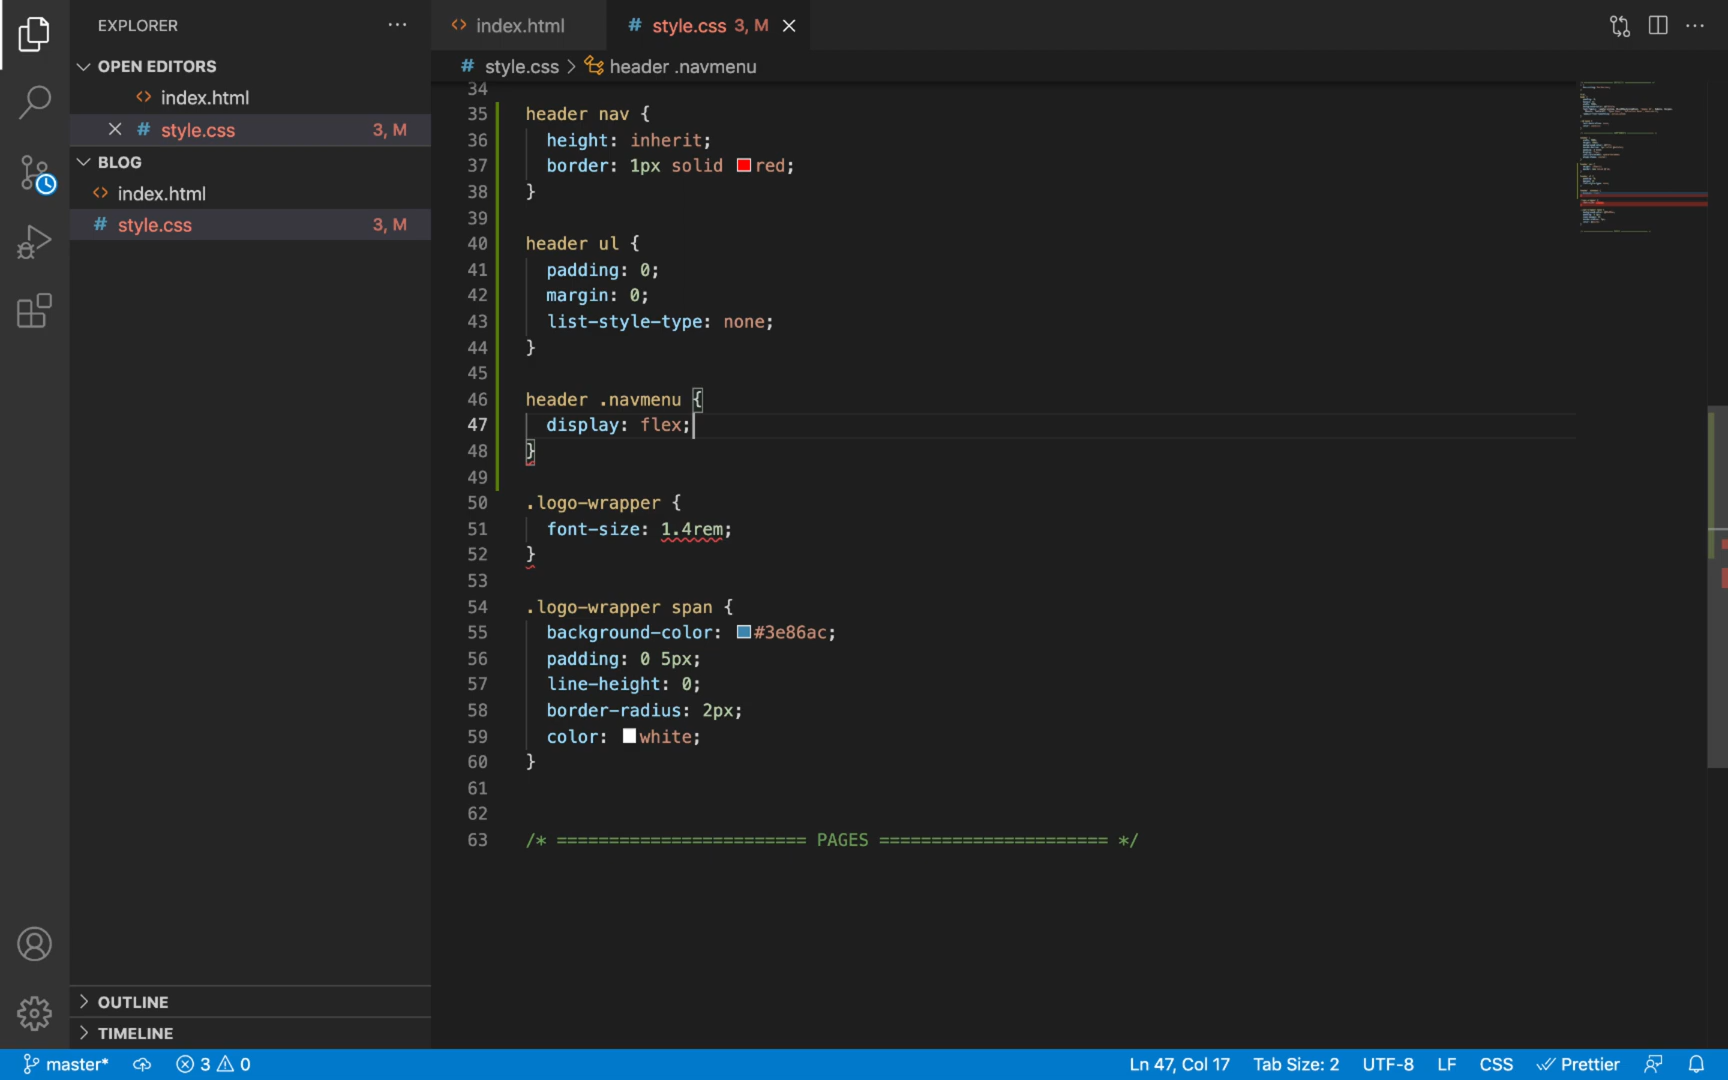 EXPLORER
OPEN EDITORS
index.html
style.css 3, M
BLOG
index.html
style.css 3, M
OUTLINE
TIMELINE
index.html
style.css 3, M
# style.css > header .navmenu
34
35 header nav {
36 height: inherit;
37 border: 1px solid red;
38 }
39
40 header ul {
41 padding: 0;
42 margin: 0;
43 list-style-type: none;
44 }
45
46 header .navmenu {
47 display: flex;
48 }
49
50 .logo-wrapper {
51 font-size: 1.4rem;
52 }
53
54 .logo-wrapper span {
55 background-color: #3e86ac;
56 padding: 0 5px;
57 line-height: 0;
58 border-radius: 2px;
59 color: white;
60 }
61
62
63 /* ======================== PAGES ====================== */
master* 3 0 Ln 47, Col 17 Tab Size: 2 UTF-8 LF CSS Prettier